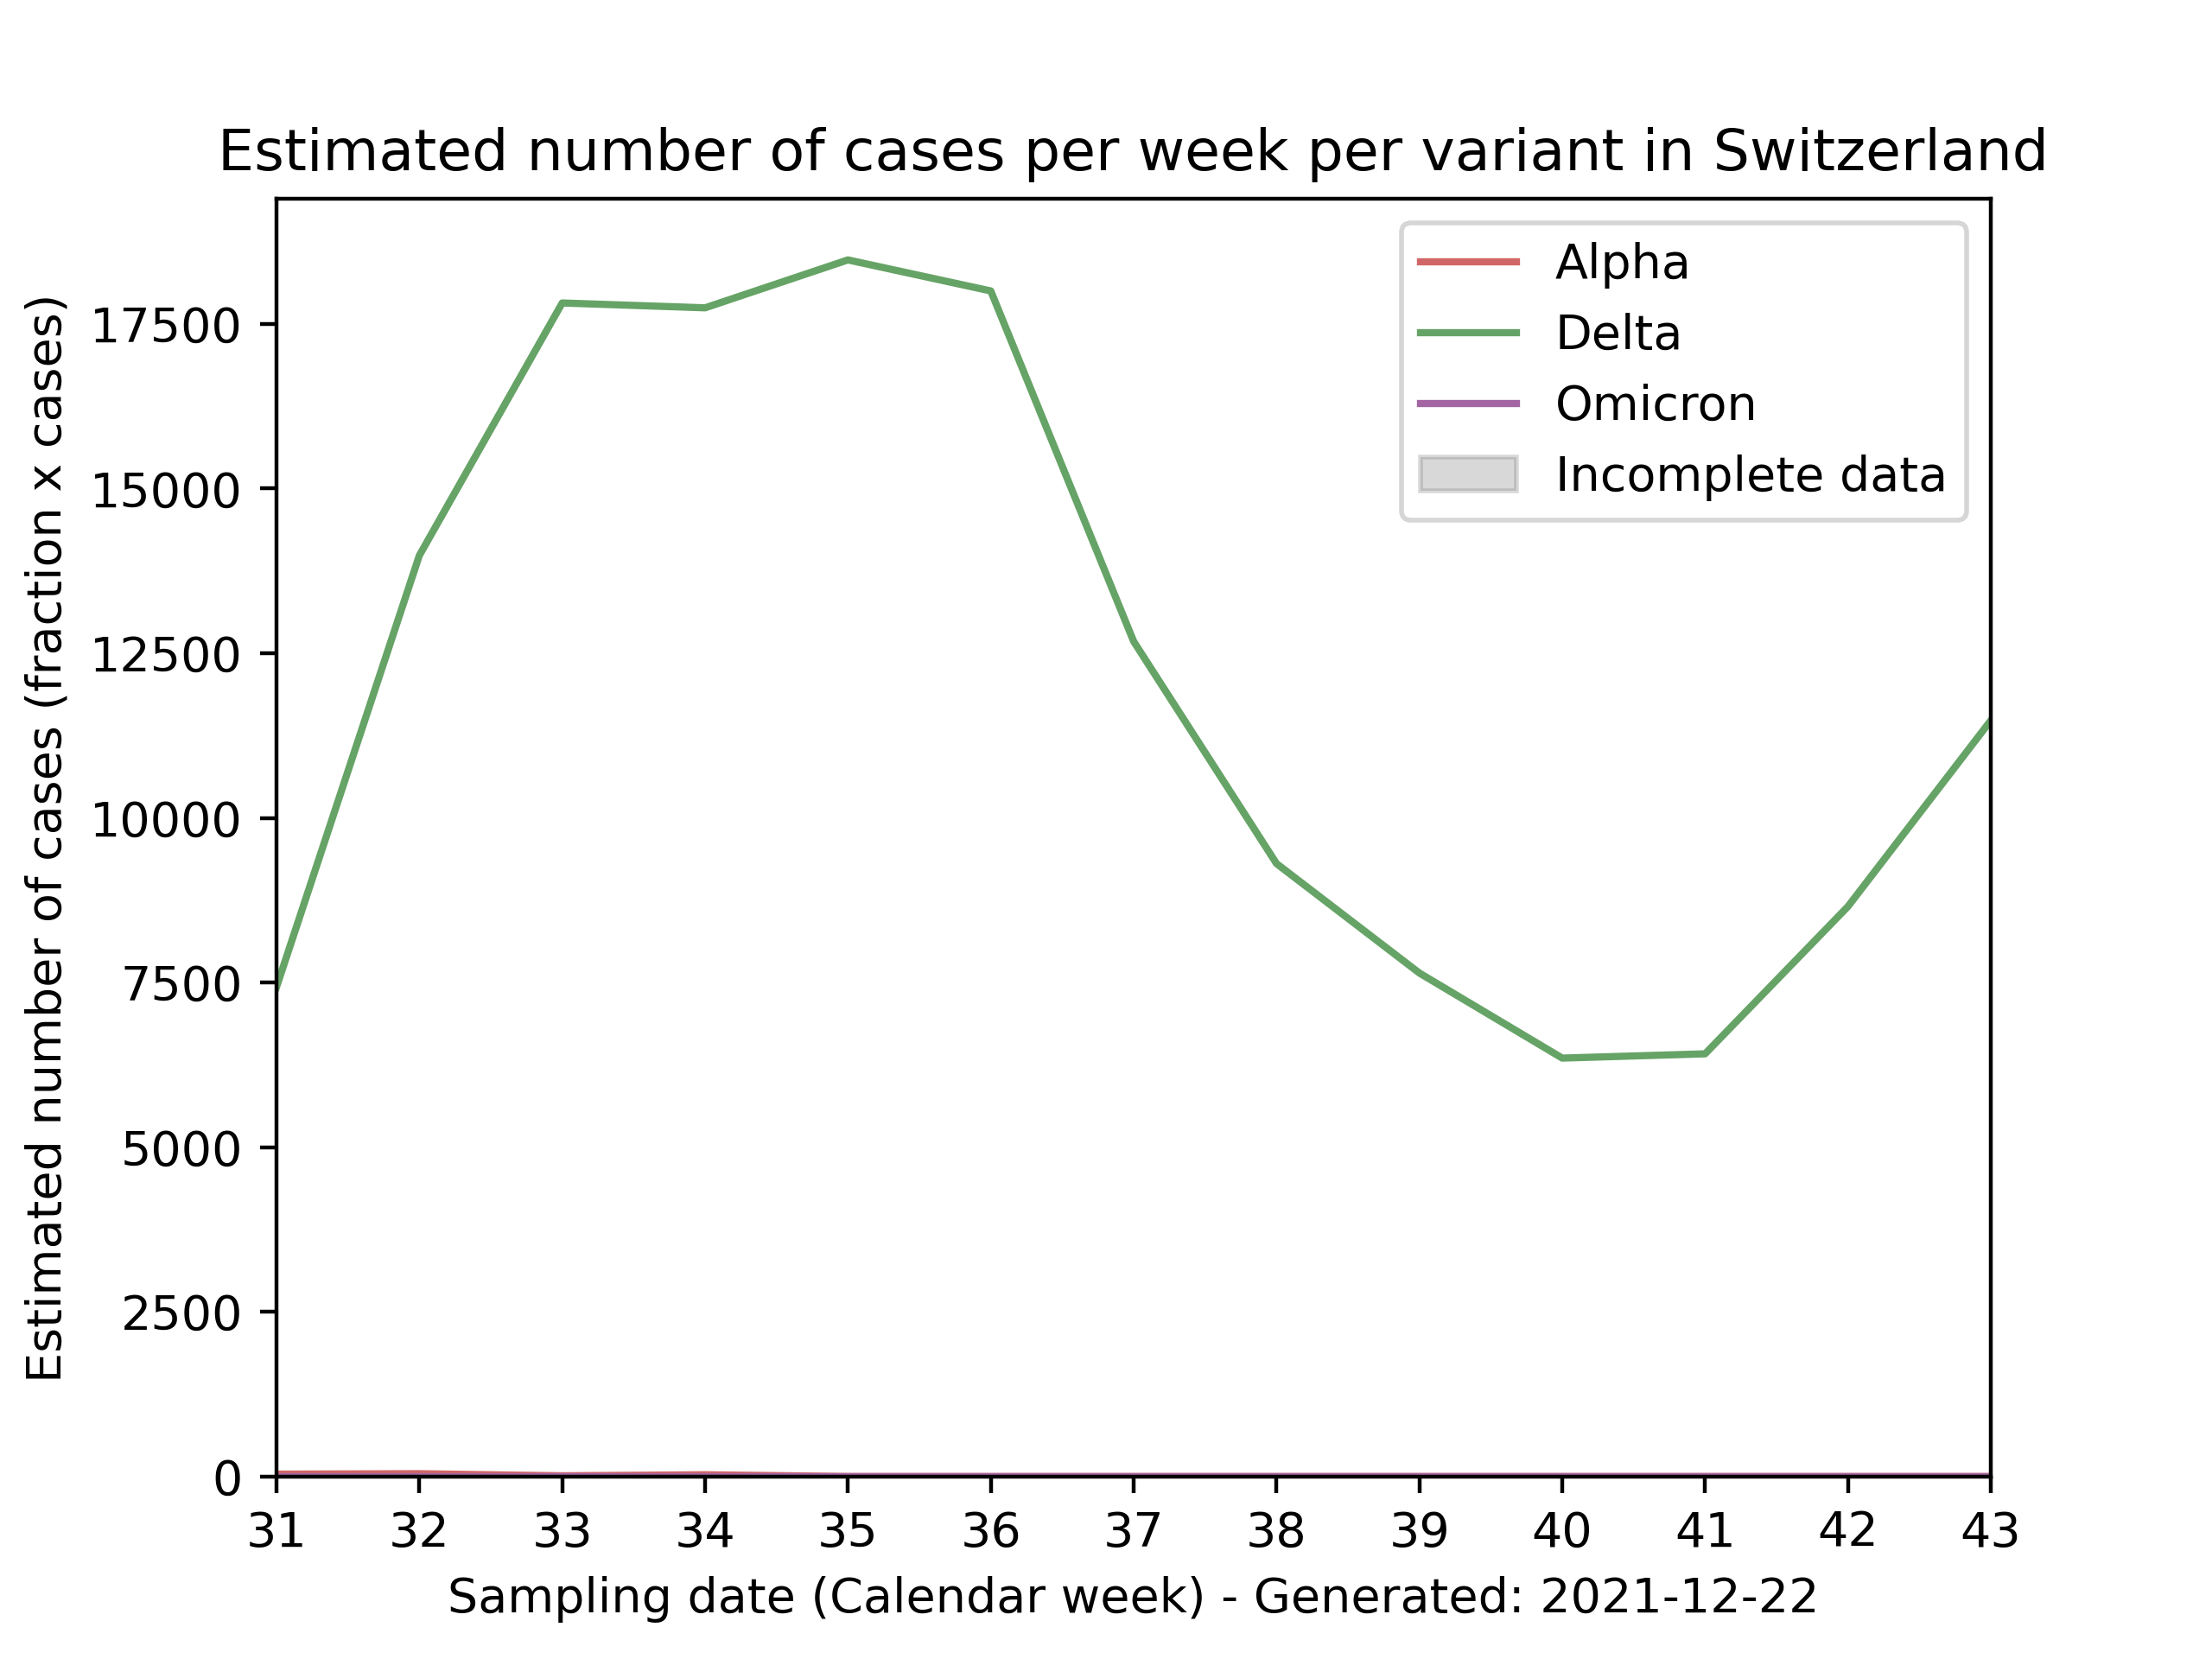 Estimated number of cases per week per variant in Switzerland
Estimated number of cases (fraction x cases)
17500
15000
12500
10000
7500
5000
2500
0
Alpha
Delta
Omicron
Incomplete data
31 32 33 34 35 36 37 38 39 40 41 42 43
Sampling date (Calendar week) - Generated: 2021-12-22